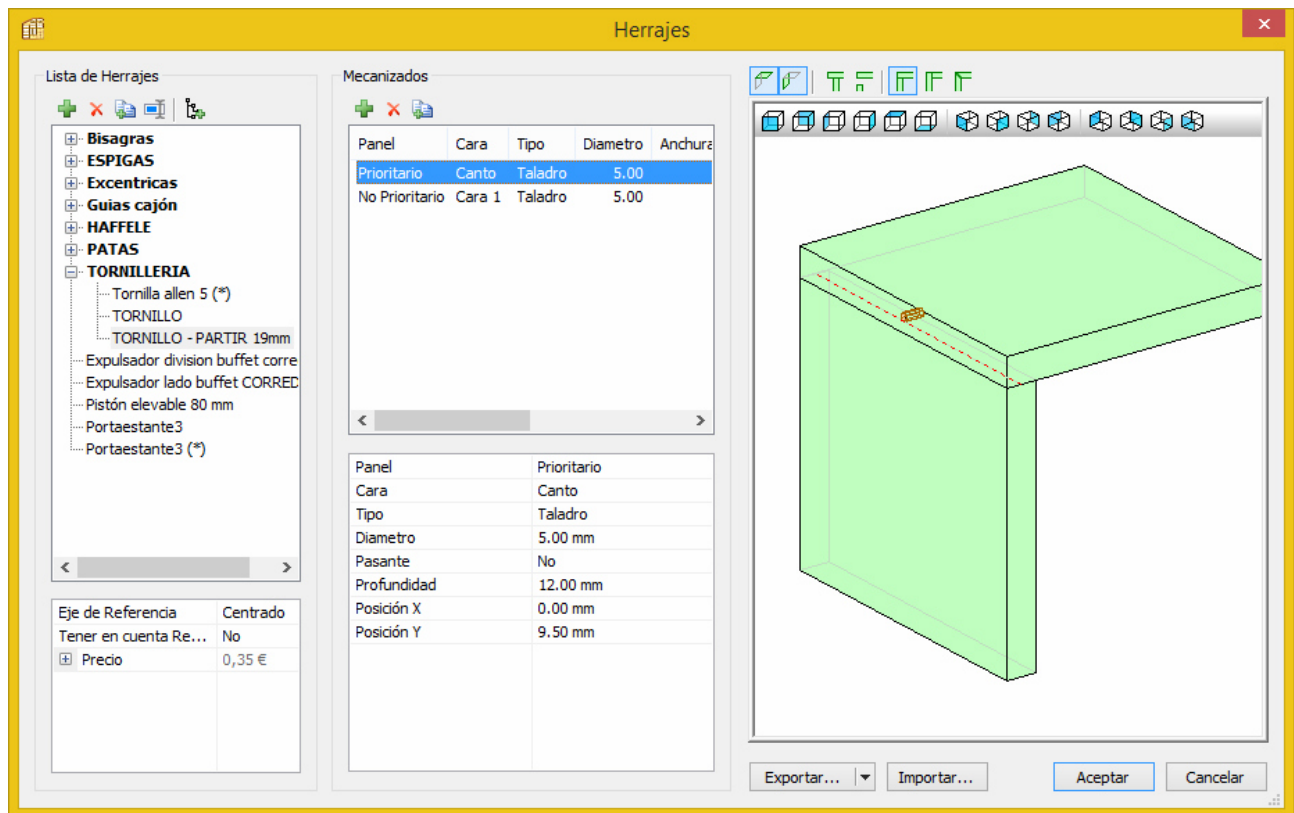 Herrajes
Lista de Herrajes
Bisagras
ESPIGAS
Excentricas
Guias cajón
HAFFELE
PATAS
TORNILLERIA
Tornilla allen 5 (*)
TORNILLO
TORNILLO - PARTIR 19mm
Expulsador division buffet corre
Expulsador lado buffet CORRED
Pistón elevable 80 mm
Portaestante3
Portaestante3 (*)
Eje de Referencia Centrado
Tener en cuenta Re... No
Precio 0,35 €
Mecanizados
Panel Cara Tipo Diametro Anchura
Prioritario Canto Taladro 5.00
No Prioritario Cara 1 Taladro 5.00
Panel Prioritario
Cara Canto
Tipo Taladro
Diametro 5.00 mm
Pasante No
Profundidad 12.00 mm
Posición X 0.00 mm
Posición Y 9.50 mm
Exportar... Importar... Aceptar Cancelar